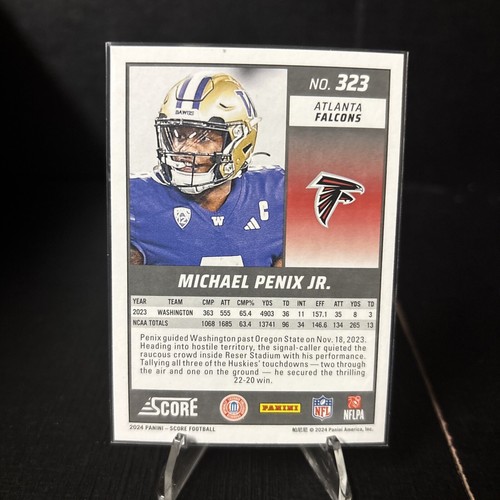 NO. 323
ATLANTA
FALCONS
DAWGS
W
C
W
MICHAEL PENIX JR.
YEAR TEAM CMP ATT CMP% YDS TD INT EFF ATT YDS TD
2023 WASHINGTON 363 555 65.4 4903 36 11 157.1 35 8 3
NCAA TOTALS 1068 1685 63.4 13741 96 34 146.6 134 265 13
Penix guided Washington past Oregon State on Nov. 18, 2023.
Heading into hostile territory, the signal-caller quieted the
raucous crowd inside Reser Stadium with his performance.
Tallying all three of the Huskies' touchdowns — two through
the air and one on the ground — he secured the thrilling
22-20 win.
SCORE
PANINI
NFL
NFLPA
2024 PANINI – SCORE FOOTBALL
帕尼尼 © 2024 Panini America, Inc.